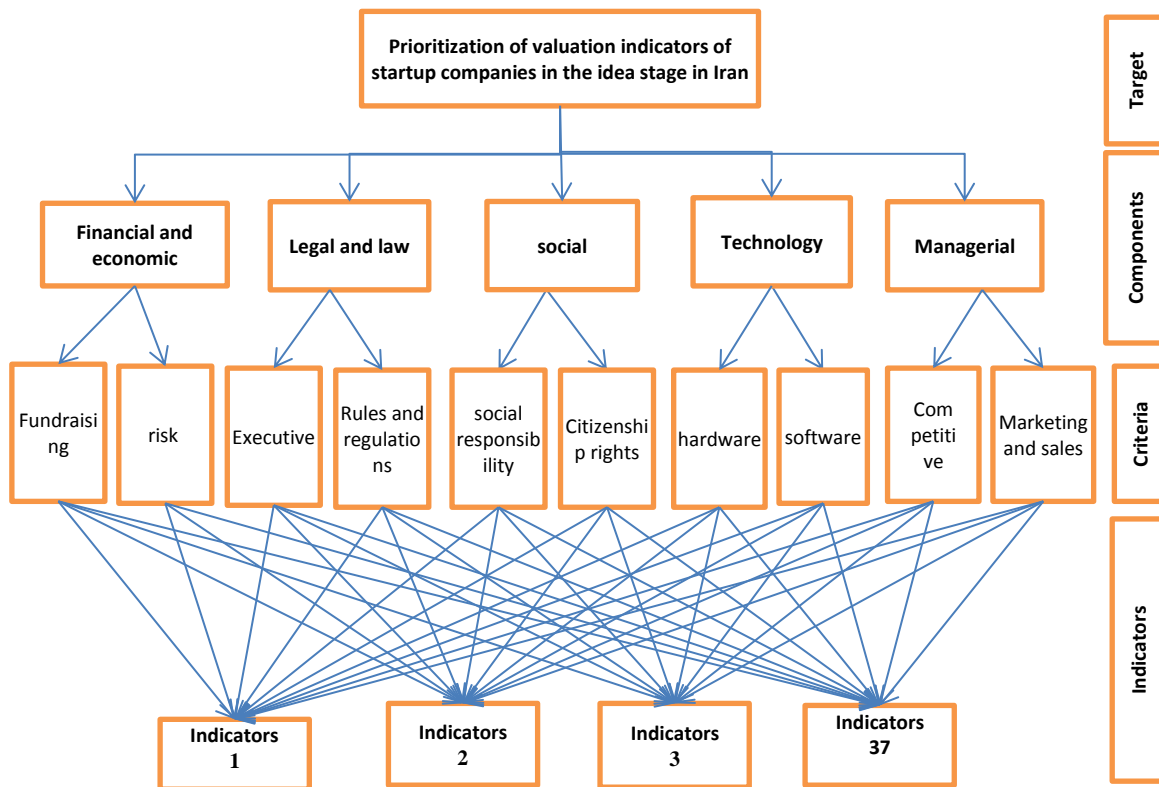 Prioritization of valuation indicators of
startup companies in the idea stage in Iran
Target
Financial and
economic
Legal and law
social
Technology
Managerial
Components
Fundraisi
ng
risk
Executive
Rules and
regulatio
ns
social
responsib
ility
Citizenshi
p rights
hardware
software
Com
petiti
ve
Marketing
and sales
Criteria
Indicators
1
Indicators
2
Indicators
3
Indicators
37
Indicators